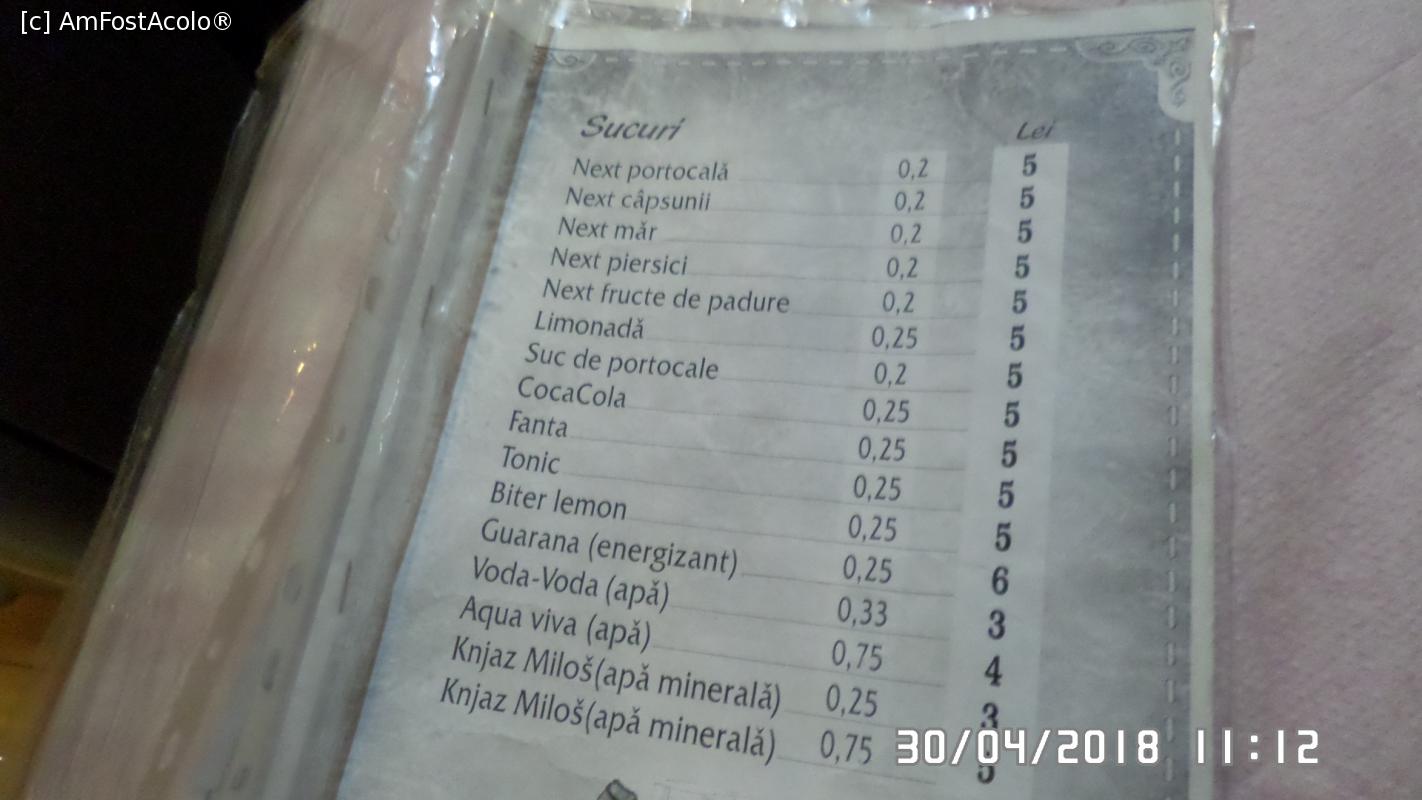 [c] AmFostAcolo®
Sucuri Lei
Next portocală 0,2 5
Next câpsunii 0,2 5
Next măr 0,2 5
Next piersici 0,2 5
Next fructe de padure 0,2 5
Limonadă 0,25 5
Suc de portocale 0,2 5
CocaCola 0,25 5
Fanta 0,25 5
Tonic 0,25 5
Biter lemon 0,25 5
Guarana (energizant) 0,25 6
Voda-Voda (apă) 0,33 3
Aqua viva (apă) 0,75 4
Knjaz Miloš(apă minerală) 0,25 3
Knjaz Miloš(apă minerală) 0,75
30/04/2018 11:12